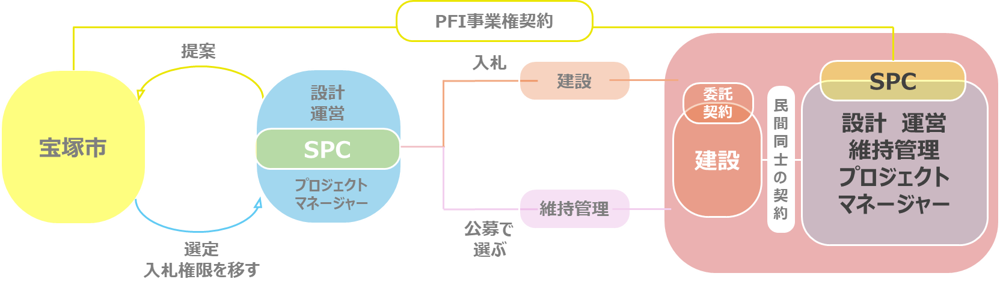 PFI事業権契約
提案
宝塚市
設計
運営
SPC
プロジェクト
マネージャー
選定
入札権限を移す
入札
建設
維持管理
公募で
選ぶ
委託
契約
建設
民間同士の契約
SPC
設計 運営
維持管理
プロジェクト
マネージャー